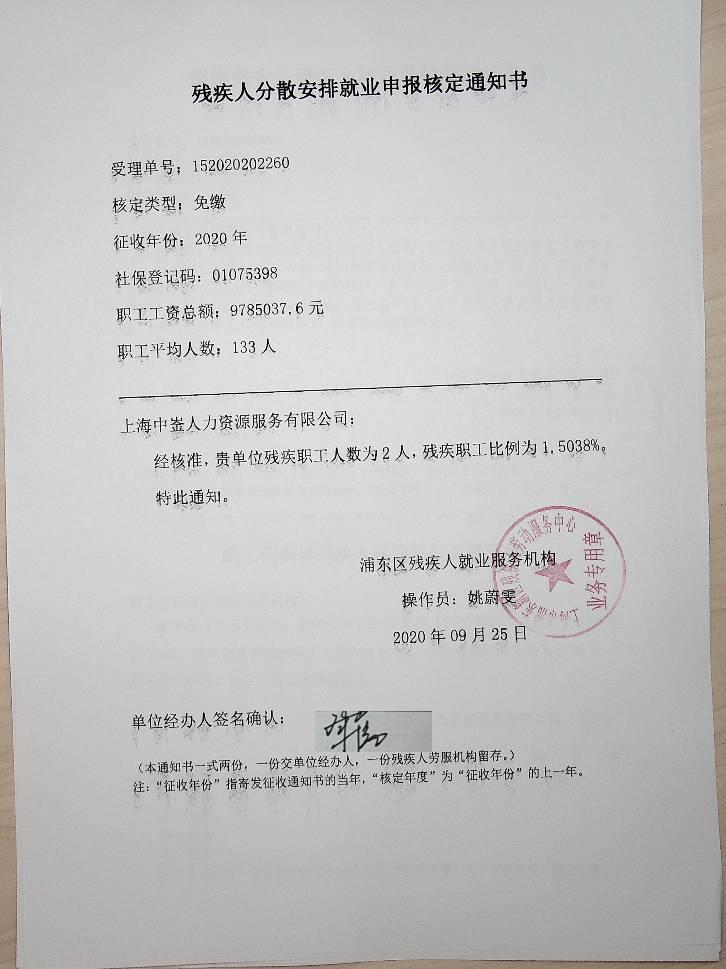 残疾人分散安排就业申报核定通知书
受理单号：152020202260
核定类型：免缴
征收年份：2020 年
社保登记码：01075398
职工工资总额：9785037.6 元
职工平均人数：133 人
上海中崟人力资源服务有限公司：
经核准，贵单位残疾职工人数为 2 人，残疾职工比例为 1.5038%。
特此通知。
浦东区残疾人就业服务机构
操作员：姚蔚雯
2020 年 09 月 25 日
劳动服务中心
业务专用章
单位经办人签名确认：
（本通知书一式两份，一份交单位经办人，一份残疾人劳服机构留存。）
注：“征收年份”指寄发征收通知书的当年，“核定年度”为“征收年份”的上一年。